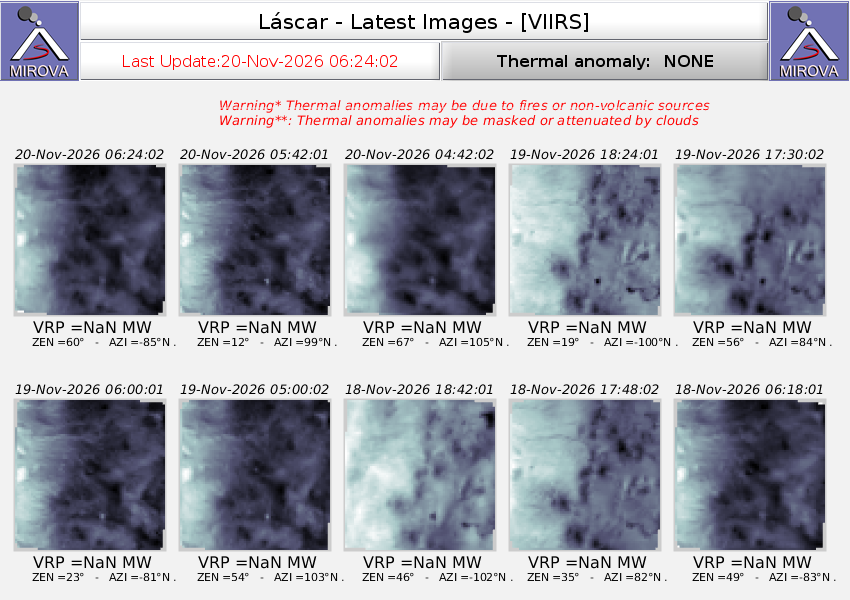 Láscar - Latest Images - [VIIRS]
MIROVA
Last Update:20-Nov-2026 06:24:02
Thermal anomaly: NONE
MIROVA
Warning* Thermal anomalies may be due to fires or non-volcanic sources
Warning**: Thermal anomalies may be masked or attenuated by clouds
20-Nov-2026 06:24:02
20-Nov-2026 05:42:01
20-Nov-2026 04:42:02
19-Nov-2026 18:24:01
19-Nov-2026 17:30:02
VRP =NaN MW
VRP =NaN MW
VRP =NaN MW
VRP =NaN MW
VRP =NaN MW
ZEN =60° - AZI =-85°N .
ZEN =12° - AZI =99°N .
ZEN =67° - AZI =105°N .
ZEN =19° - AZI =-100°N .
ZEN =56° - AZI =84°N .
19-Nov-2026 06:00:01
19-Nov-2026 05:00:02
18-Nov-2026 18:42:01
18-Nov-2026 17:48:02
18-Nov-2026 06:18:01
VRP =NaN MW
VRP =NaN MW
VRP =NaN MW
VRP =NaN MW
VRP =NaN MW
ZEN =23° - AZI =-81°N .
ZEN =54° - AZI =103°N .
ZEN =46° - AZI =-102°N .
ZEN =35° - AZI =82°N .
ZEN =49° - AZI =-83°N .